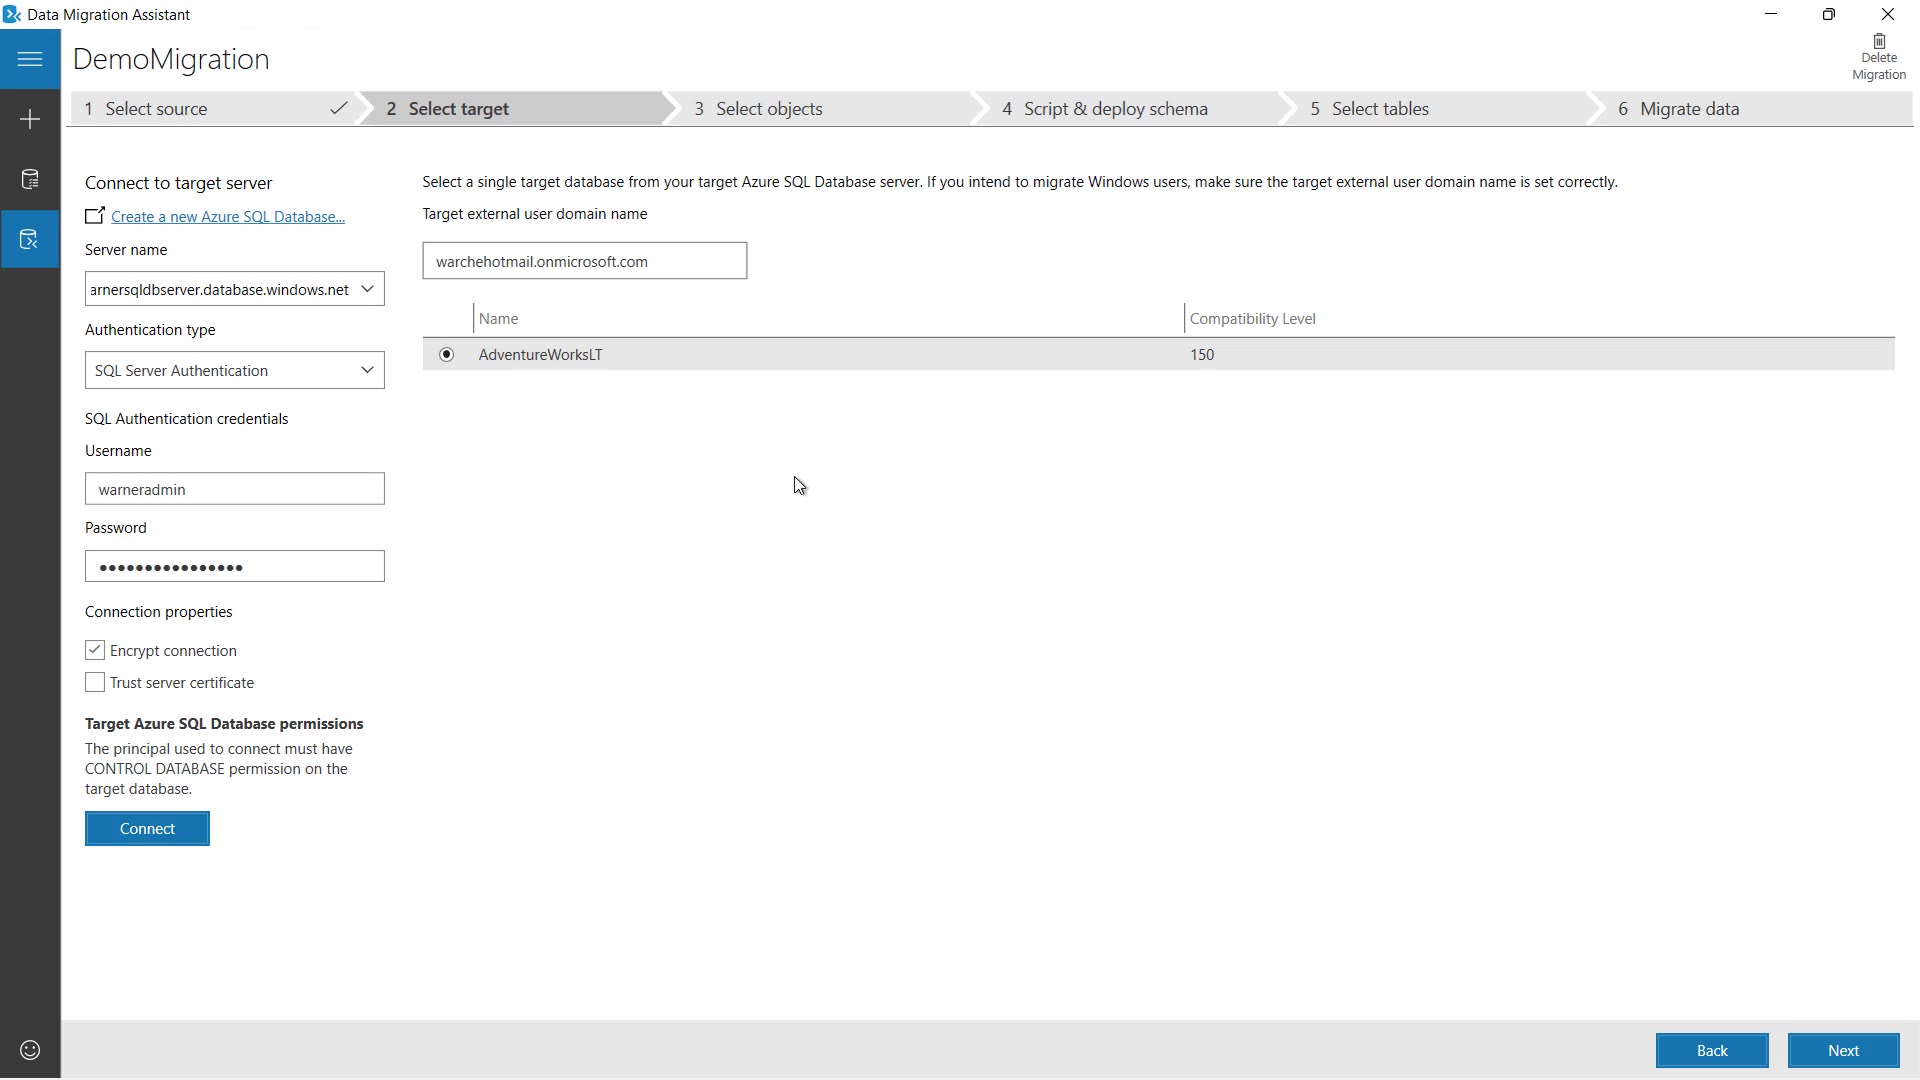 Data Migration Assistant
DemoMigration
Delete
Migration
1 Select source
2 Select target
3 Select objects
4 Script & deploy schema
5 Select tables
6 Migrate data
Connect to target server
Create a new Azure SQL Database...
Server name
arnersqldbserver.database.windows.net
Authentication type
SQL Server Authentication
SQL Authentication credentials
Username
warneradmin
Password
••••••••••••••••
Connection properties
Encrypt connection
Trust server certificate
Target Azure SQL Database permissions
The principal used to connect must have
CONTROL DATABASE permission on the
target database.
Connect
Select a single target database from your target Azure SQL Database server. If you intend to migrate Windows users, make sure the target external user domain name is set correctly.
Target external user domain name
warchehotmail.onmicrosoft.com
Name Compatibility Level
AdventureWorksLT 150
Back Next